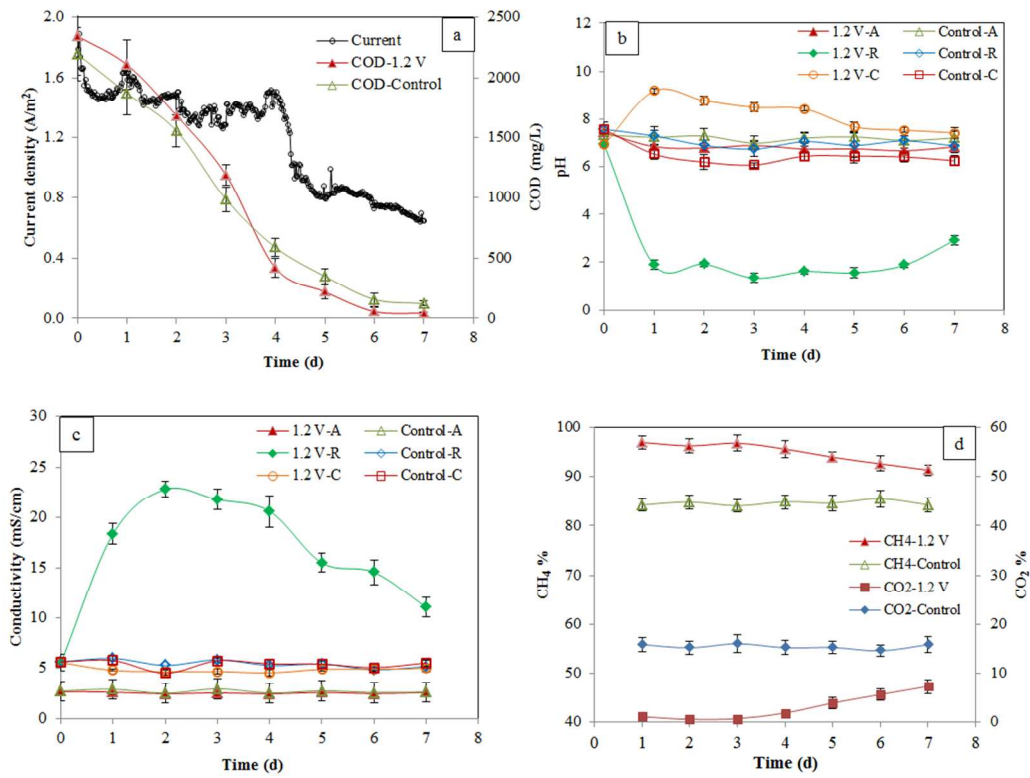 a
2.0
1.6
1.2
0.8
0.4
0.0
Current density (A/m²)
2500
2000
1500
1000
500
0
COD (mg/L)
Current
COD-1.2 V
COD-Control
0 1 2 3 4 5 6 7 8
Time (d)
b
12
10
8
6
4
2
0
pH
1.2 V-A Control-A
1.2 V-R Control-R
1.2 V-C Control-C
0 1 2 3 4 5 6 7 8
Time (d)
c
30
25
20
15
10
5
0
Conductivity (mS/cm)
1.2 V-A Control-A
1.2 V-R Control-R
1.2 V-C Control-C
0 1 2 3 4 5 6 7 8
Time (d)
d
100
90
80
70
60
50
40
CH₄ %
60
50
40
30
20
10
0
CO₂ %
CH4-1.2 V
CH4-Control
CO2-1.2 V
CO2-Control
0 1 2 3 4 5 6 7 8
Time (d)